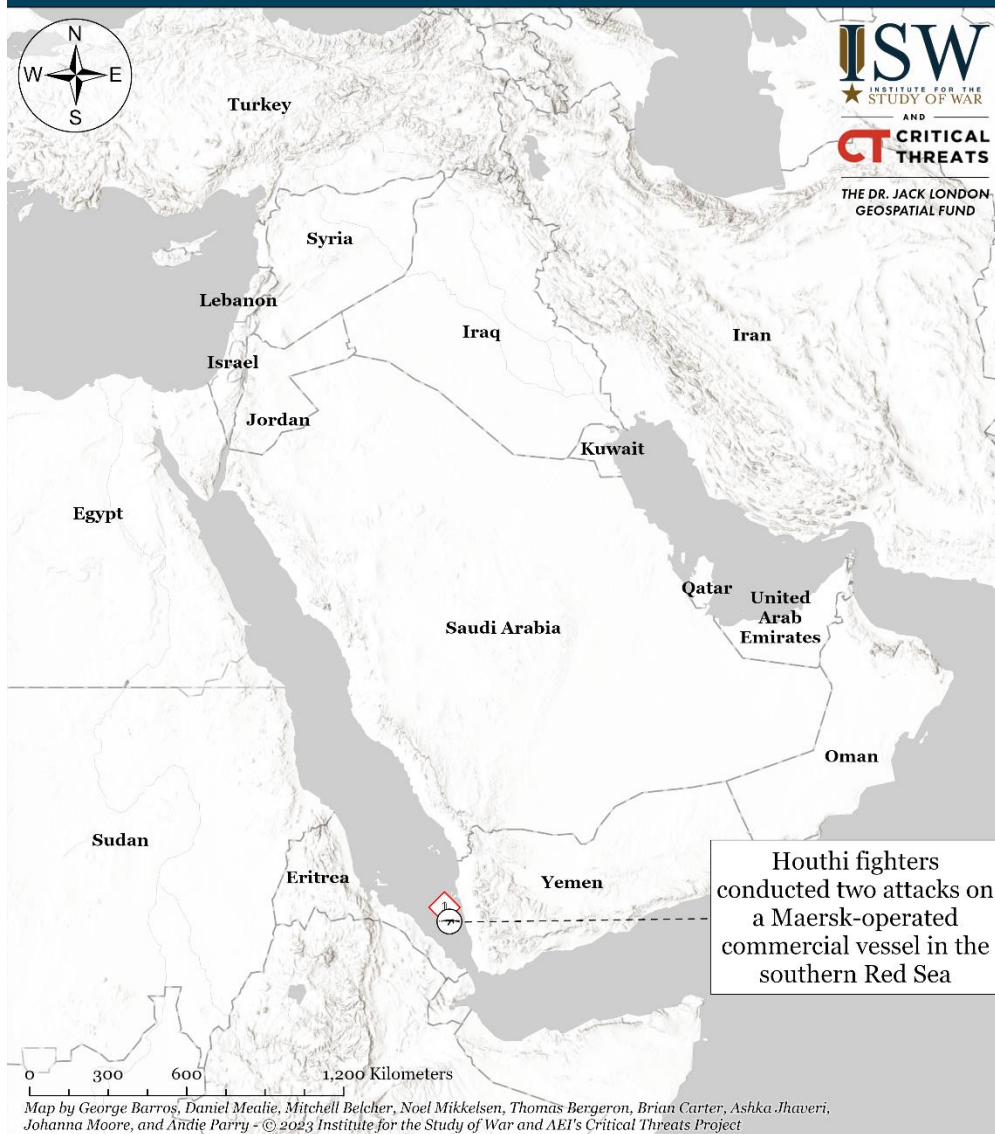 N
W E
S
ISW
INSTITUTE FOR THE
STUDY OF WAR
AND
CT CRITICAL
THREATS
THE DR. JACK LONDON
GEOSPATIAL FUND
Turkey
Syria
Lebanon
Iraq
Iran
Israel
Jordan
Kuwait
Egypt
Qatar
United
Arab
Emirates
Saudi Arabia
Oman
Sudan
Eritrea
Yemen
Houthi fighters
conducted two attacks on
a Maersk-operated
commercial vessel in the
southern Red Sea
0 300 600 1,200 Kilometers
Map by George Barros, Daniel Mealie, Mitchell Belcher, Noel Mikkelsen, Thomas Bergeron, Brian Carter, Ashka Jhaveri,
Johanna Moore, and Andie Parry - © 2023 Institute for the Study of War and AEI's Critical Threats Project